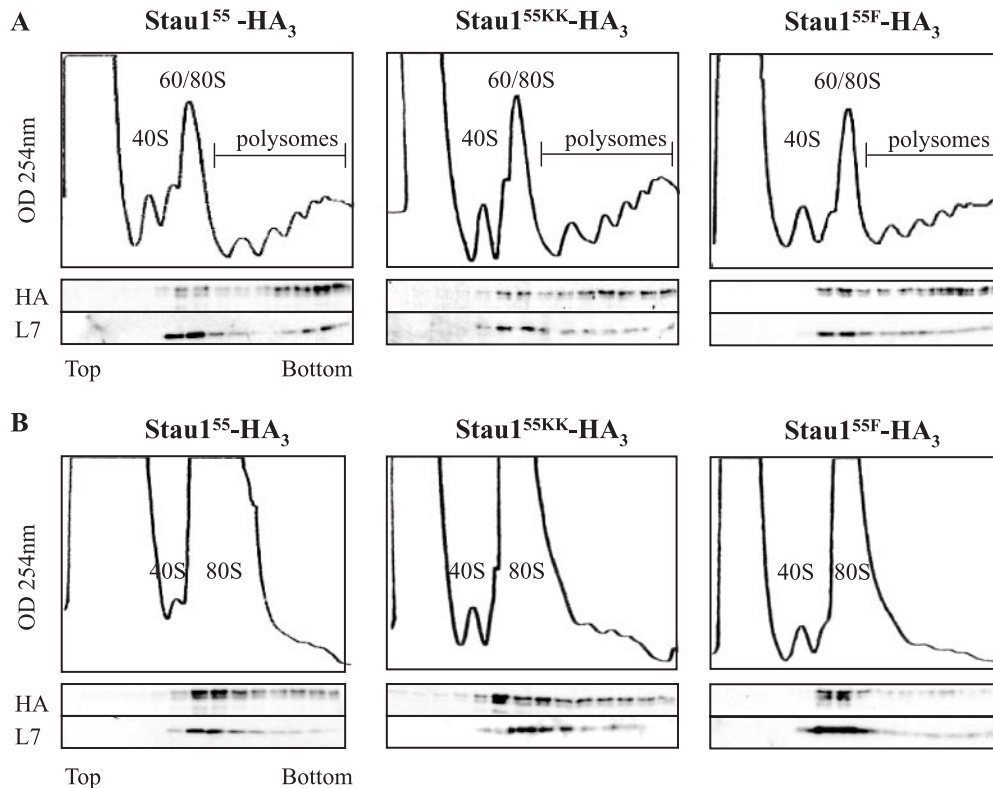 A
Stau1⁵⁵ -HA₃
Stau1⁵⁵ᴷᴷ-HA₃
Stau1⁵⁵ᶠ-HA₃
OD 254nm
60/80S
40S
polysomes
60/80S
40S
polysomes
60/80S
40S
polysomes
HA
L7
Top
Bottom
B
Stau1⁵⁵-HA₃
Stau1⁵⁵ᴷᴷ-HA₃
Stau1⁵⁵ᶠ-HA₃
OD 254nm
40S
80S
40S
80S
40S
80S
HA
L7
Top
Bottom